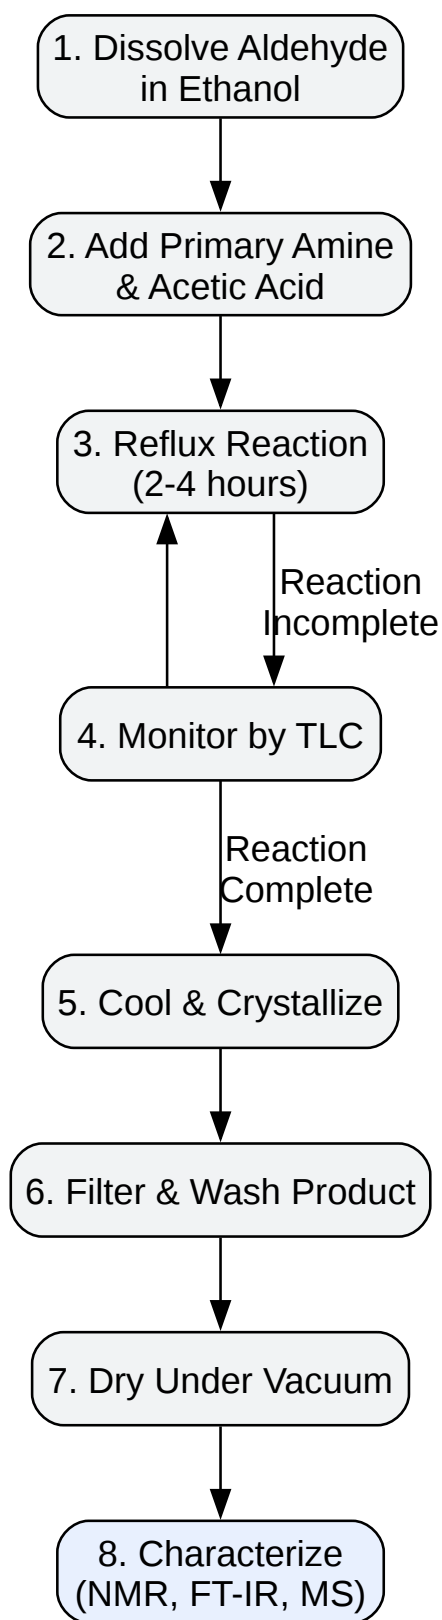 1. Dissolve Aldehyde
in Ethanol
2. Add Primary Amine
& Acetic Acid
3. Reflux Reaction
(2-4 hours)
Reaction
Incomplete
4. Monitor by TLC
Reaction
Complete
5. Cool & Crystallize
6. Filter & Wash Product
7. Dry Under Vacuum
8. Characterize
(NMR, FT-IR, MS)